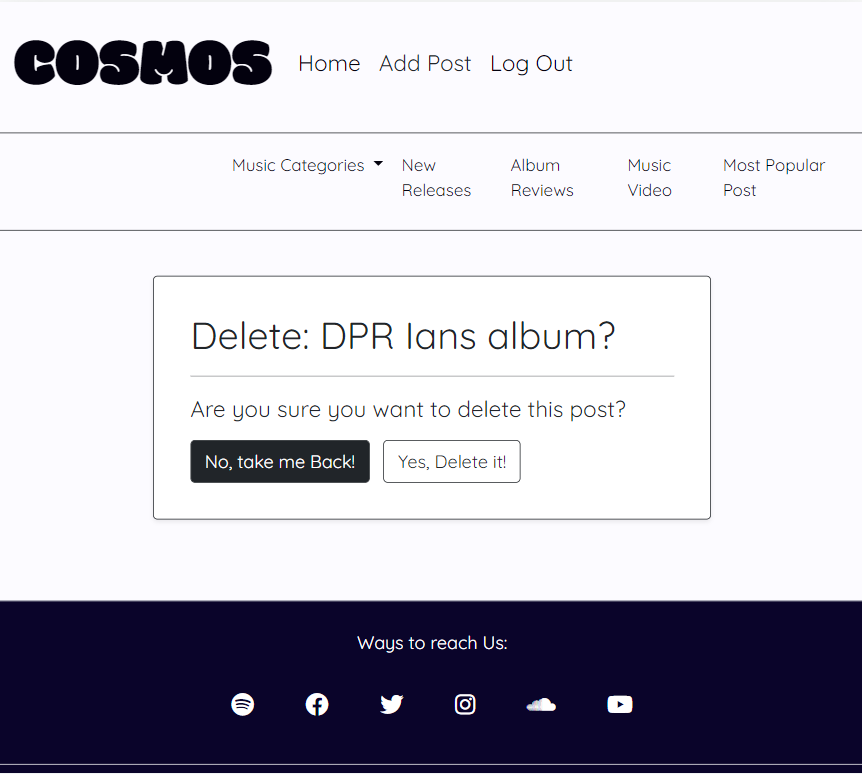 COSMOS Home Add Post Log Out
Music Categories New Releases Album Reviews Music Video Most Popular Post
Delete: DPR Ians album?
Are you sure you want to delete this post?
No, take me Back! Yes, Delete it!
Ways to reach Us: